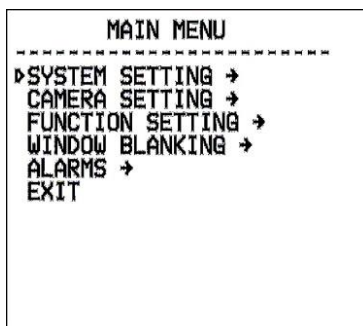 MAIN MENU
SYSTEM SETTING →
CAMERA SETTING →
FUNCTION SETTING →
WINDOW BLANKING →
ALARMS →
EXIT